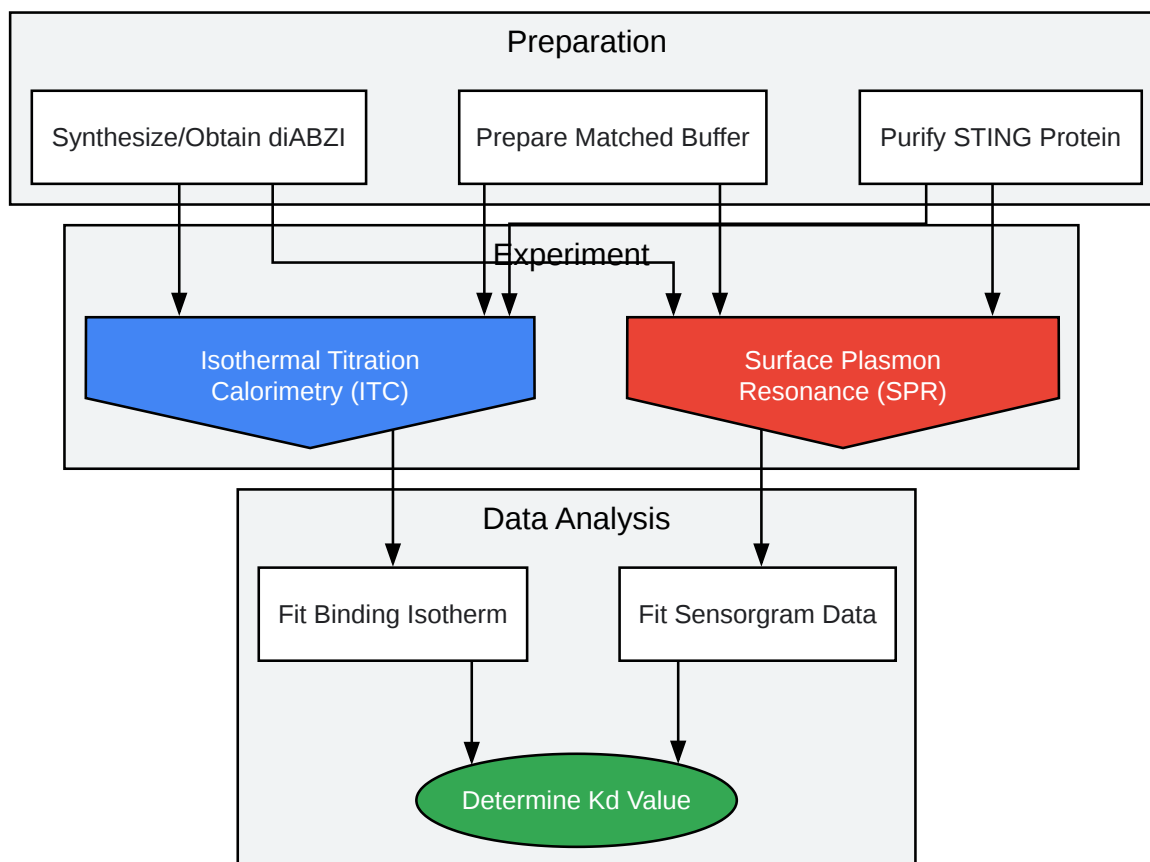 Preparation
Synthesize/Obtain diABZI
Prepare Matched Buffer
Purify STING Protein
Experiment
Isothermal Titration
Calorimetry (ITC)
Surface Plasmon
Resonance (SPR)
Data Analysis
Fit Binding Isotherm
Fit Sensorgram Data
Determine Kd Value